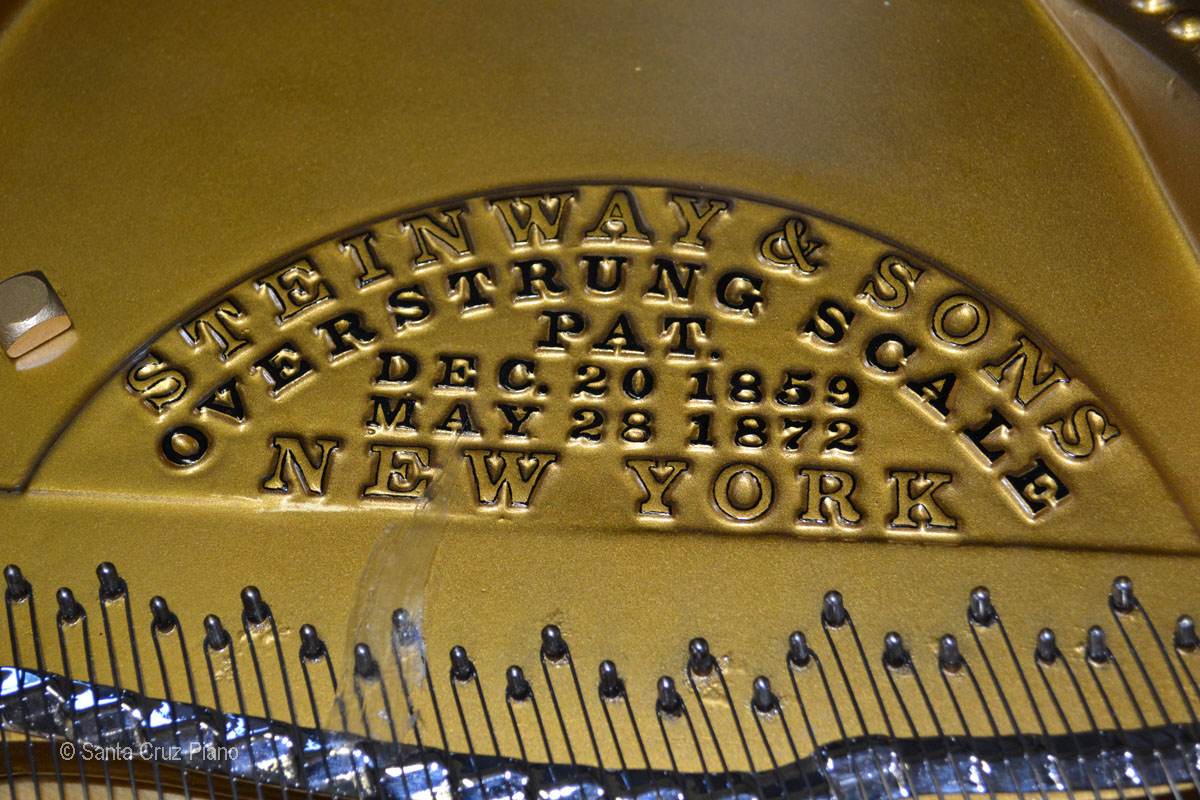 STEINWAY & SONS
OVERSTRUNG SCALE
PAT.
DEC. 20 1859
MAY 28 1872
NEW YORK
© Santa Cruz Piano